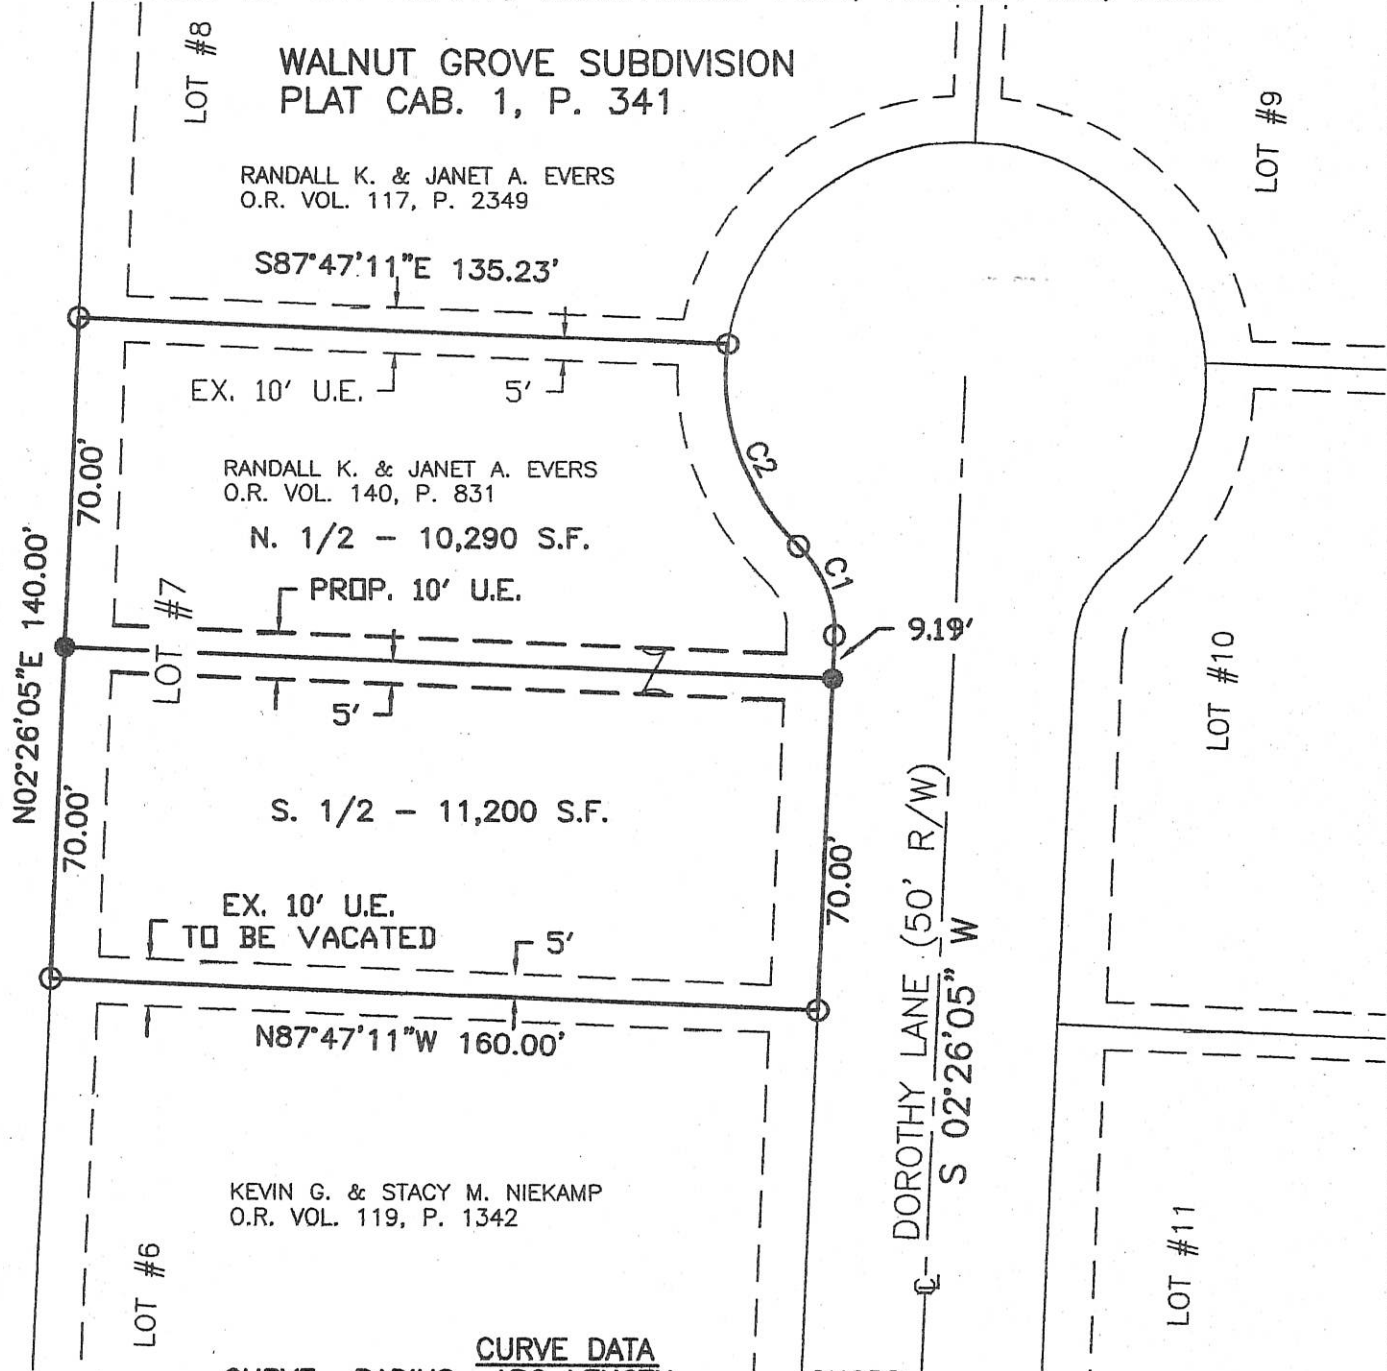 LOT #8
WALNUT GROVE SUBDIVISION
PLAT CAB. 1, P. 341
LOT #9
RANDALL K. & JANET A. EVERS
O.R. VOL. 117, P. 2349
S87°47'11"E 135.23'
EX. 10' U.E.
5'
70.00'
C2
RANDALL K. & JANET A. EVERS
O.R. VOL. 140, P. 831
N. 1/2 - 10,290 S.F.
C1
PROP. 10' U.E.
LOT #7
9.19'
N02°26'05"E 140.00'
5'
LOT #10
70.00'
S. 1/2 - 11,200 S.F.
70.00'
EX. 10' U.E.
TO BE VACATED
5'
DOROTHY LANE (50' R/W)
S 02°26'05" W
N87°47'11"W 160.00'
KEVIN G. & STACY M. NIEKAMP
O.R. VOL. 119, P. 1342
LOT #6
LOT #11
CURVE DATA